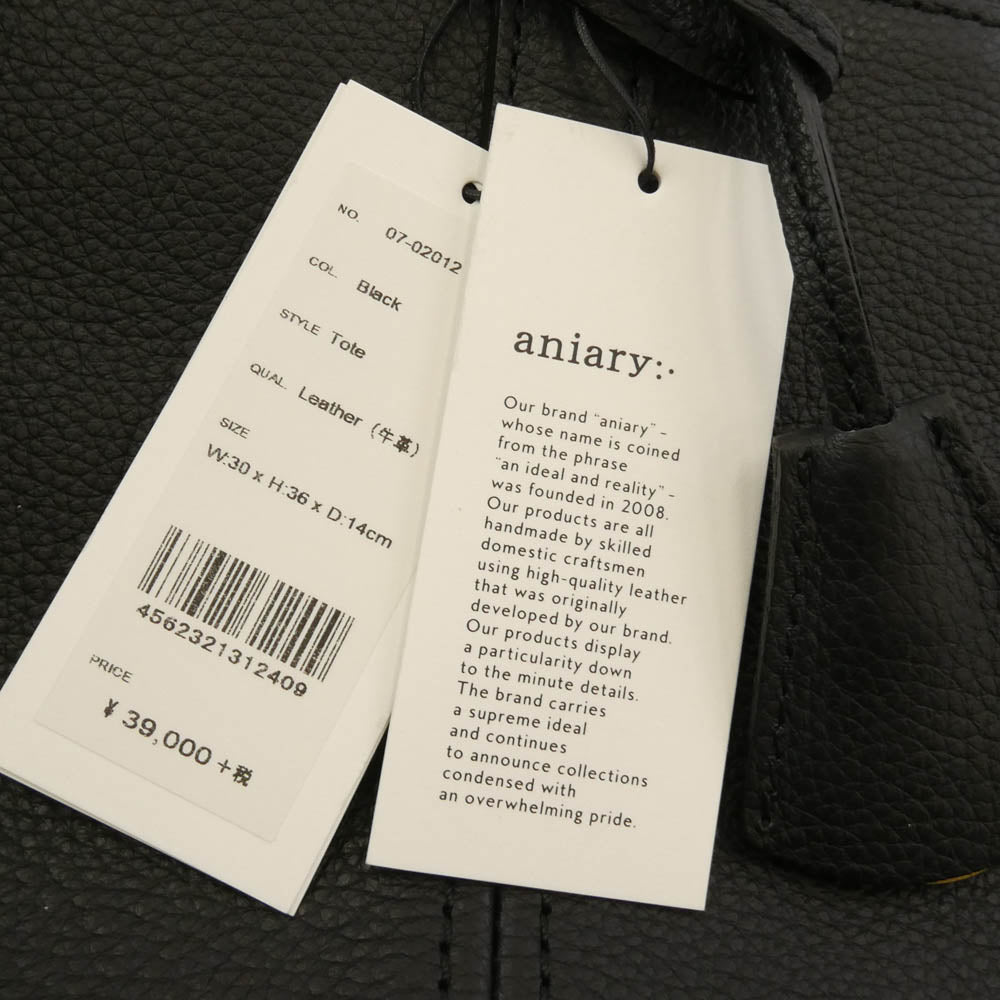 NO. 07-02012
COL. Black
STYLE Tote
QUAL. Leather (牛革)
SIZE
W:30 x H:36 x D:14cm
4562321312409
PRICE
¥ 39,000 +税
aniary:·
Our brand "aniary" -
whose name is coined
from the phrase
"an ideal and reality" -
was founded in 2008.
Our products are all
handmade by skilled
domestic craftsmen
using high-quality leather
that was originally
developed by our brand.
Our products display
a particularity down
to the minute details.
The brand carries
a supreme ideal
and continues
to announce collections
condensed with
an overwhelming pride.